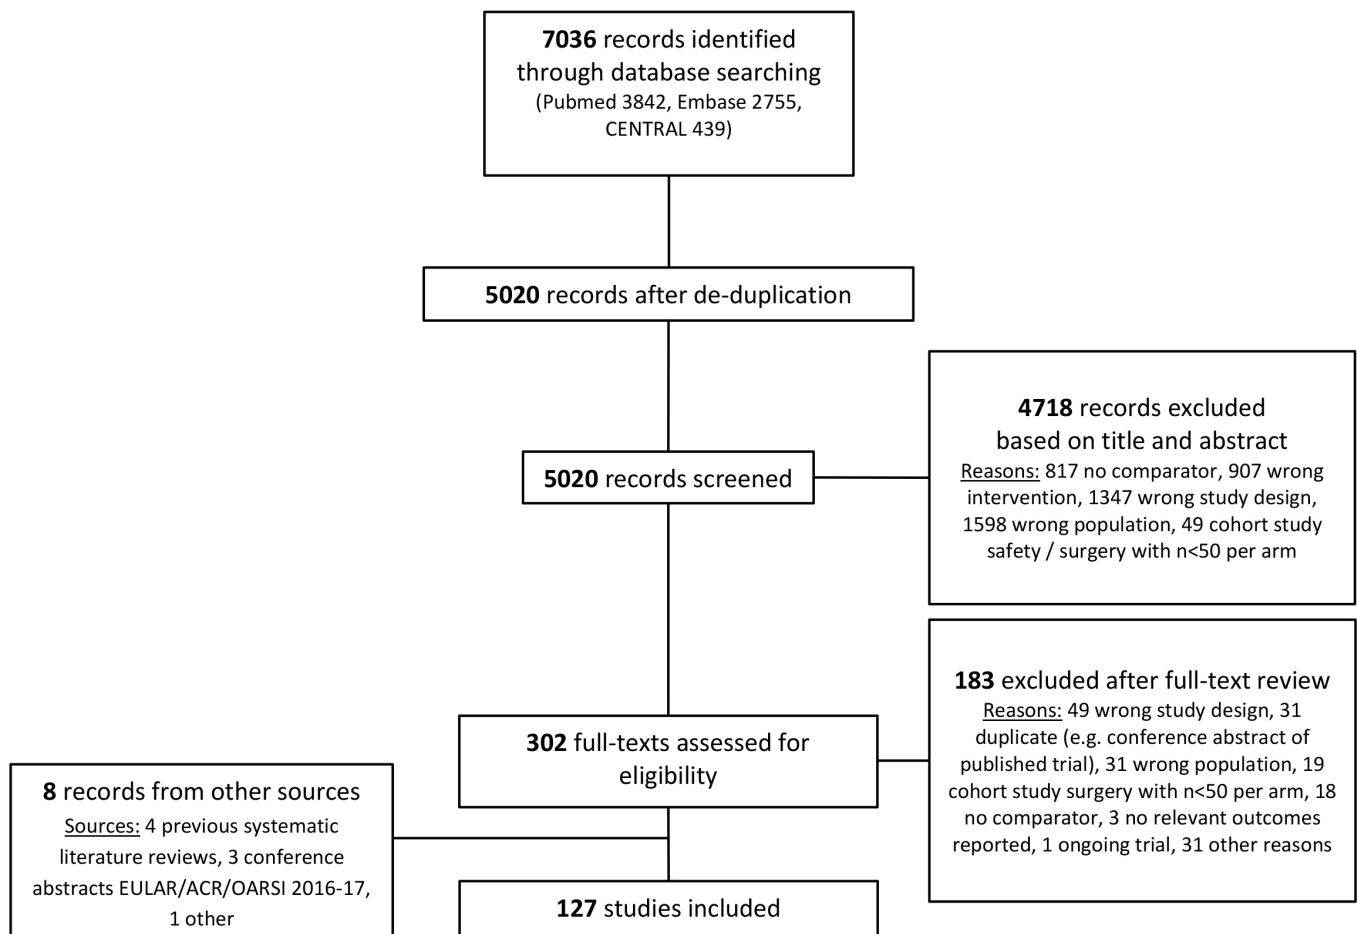 7036 records identified
through database searching
(Pubmed 3842, Embase 2755,
CENTRAL 439)
5020 records after de-duplication
4718 records excluded
based on title and abstract
Reasons: 817 no comparator, 907 wrong
intervention, 1347 wrong study design,
1598 wrong population, 49 cohort study
safety / surgery with n<50 per arm
5020 records screened
183 excluded after full-text review
Reasons: 49 wrong study design, 31
duplicate (e.g. conference abstract of
published trial), 31 wrong population, 19
cohort study surgery with n<50 per arm, 18
no comparator, 3 no relevant outcomes
reported, 1 ongoing trial, 31 other reasons
302 full-texts assessed for
eligibility
8 records from other sources
Sources: 4 previous systematic
literature reviews, 3 conference
abstracts EULAR/ACR/OARSI 2016-17,
1 other
127 studies included